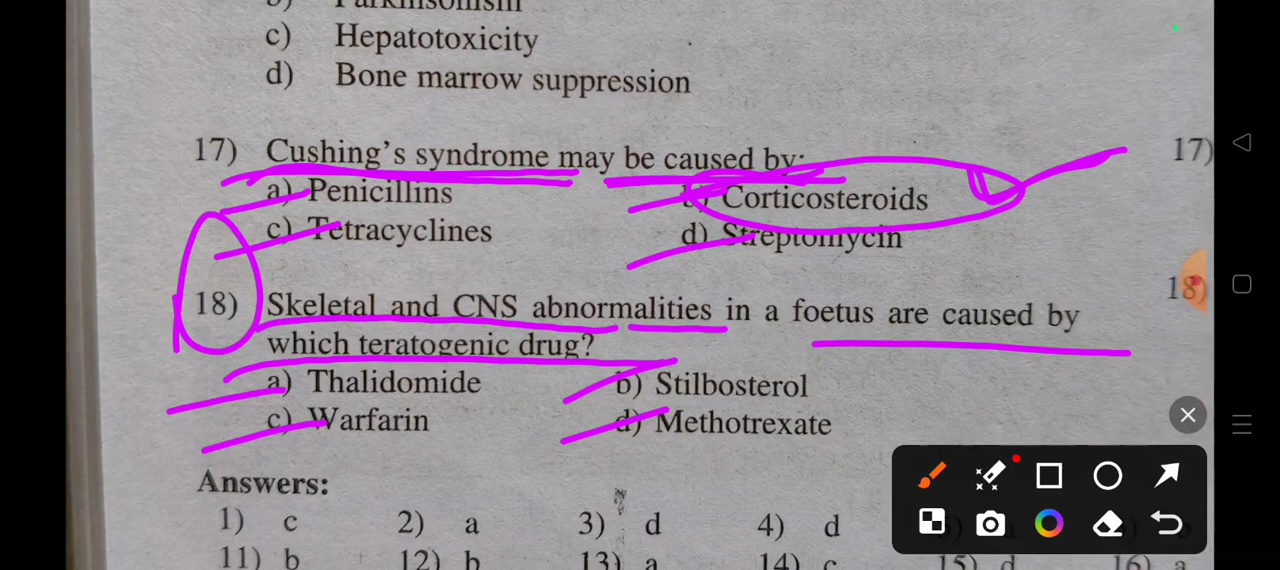 c) Hepatotoxicity
d) Bone marrow suppression
17) Cushing's syndrome may be caused by: 17)
a) Penicillins b) Corticosteroids
c) Tetracyclines d) Streptomycin
18) Skeletal and CNS abnormalities in a foetus are caused by 18)
which teratogenic drug?
a) Thalidomide b) Stilbosterol
c) Warfarin d) Methotrexate
Answers:
1) c 2) a 3) d 4) d
11) b 12) b 13) a 14) c 15) d 16) a